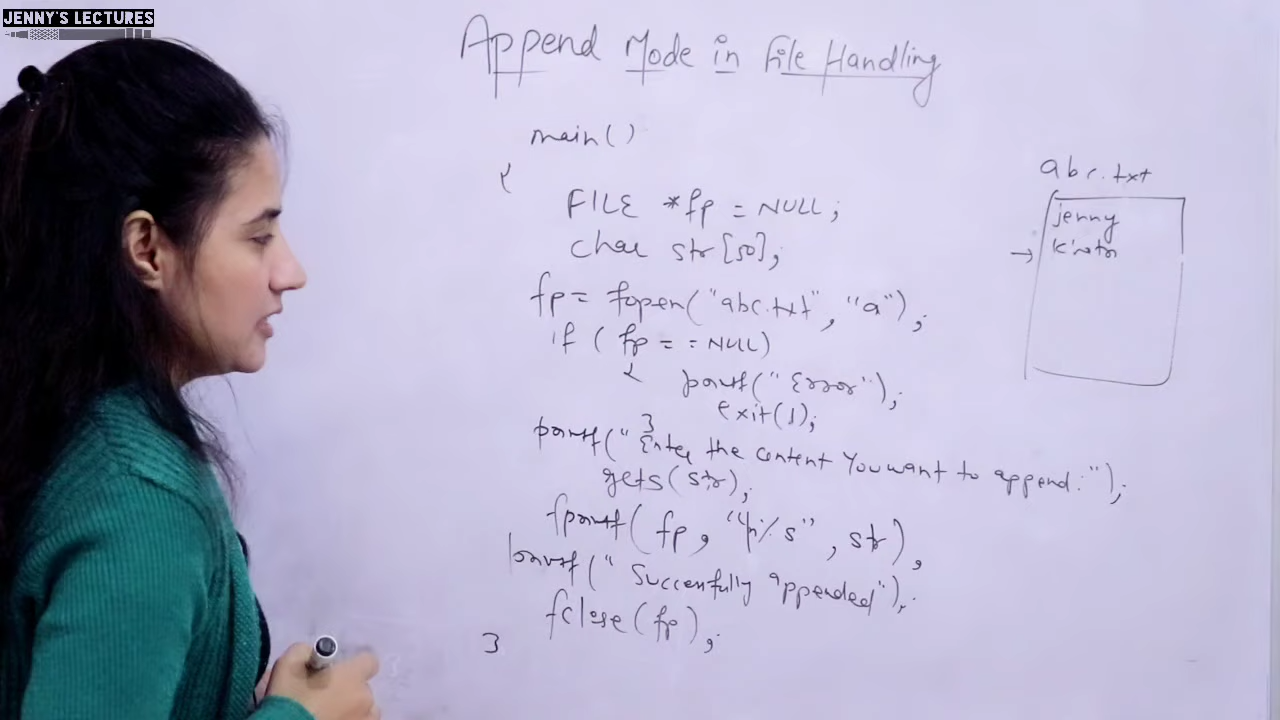 JENNY'S LECTURES
Append Mode in File Handling
main()
{
FILE *fp = NULL;
char str[50];
fp = fopen("abc.txt", "a");
if ( fp == NULL)
{ printf("Error");
exit(1);
}
printf("Enter the content You want to append:");
gets(str);
fprintf( fp, "\n%s", str);
printf(" Successfully appended");
fclose(fp);
}
abc.txt
jenny
→